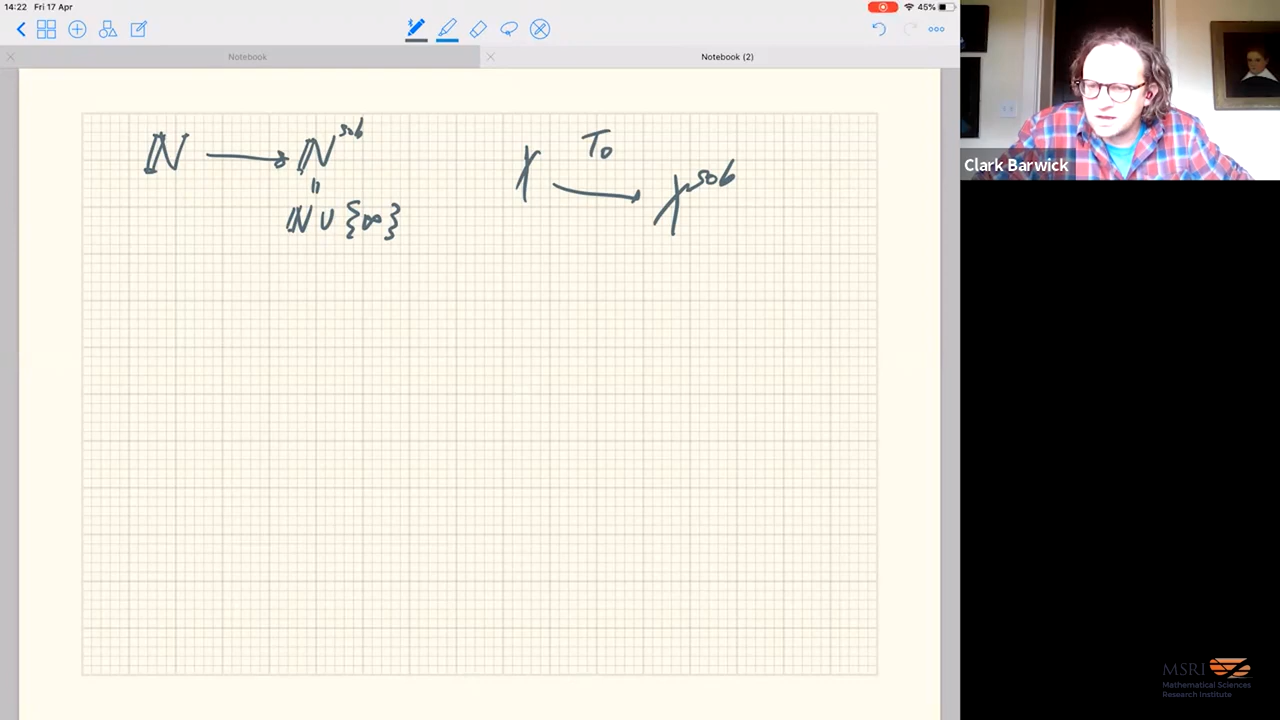 14:22 Fri 17 Apr
45%
Notebook
Notebook (2)
ℕ → ℕ^sob
=
ℕ ∪ {∞}
T₀
X → X^sob
Clark Barwick
MSRI
Mathematical Sciences
Research Institute